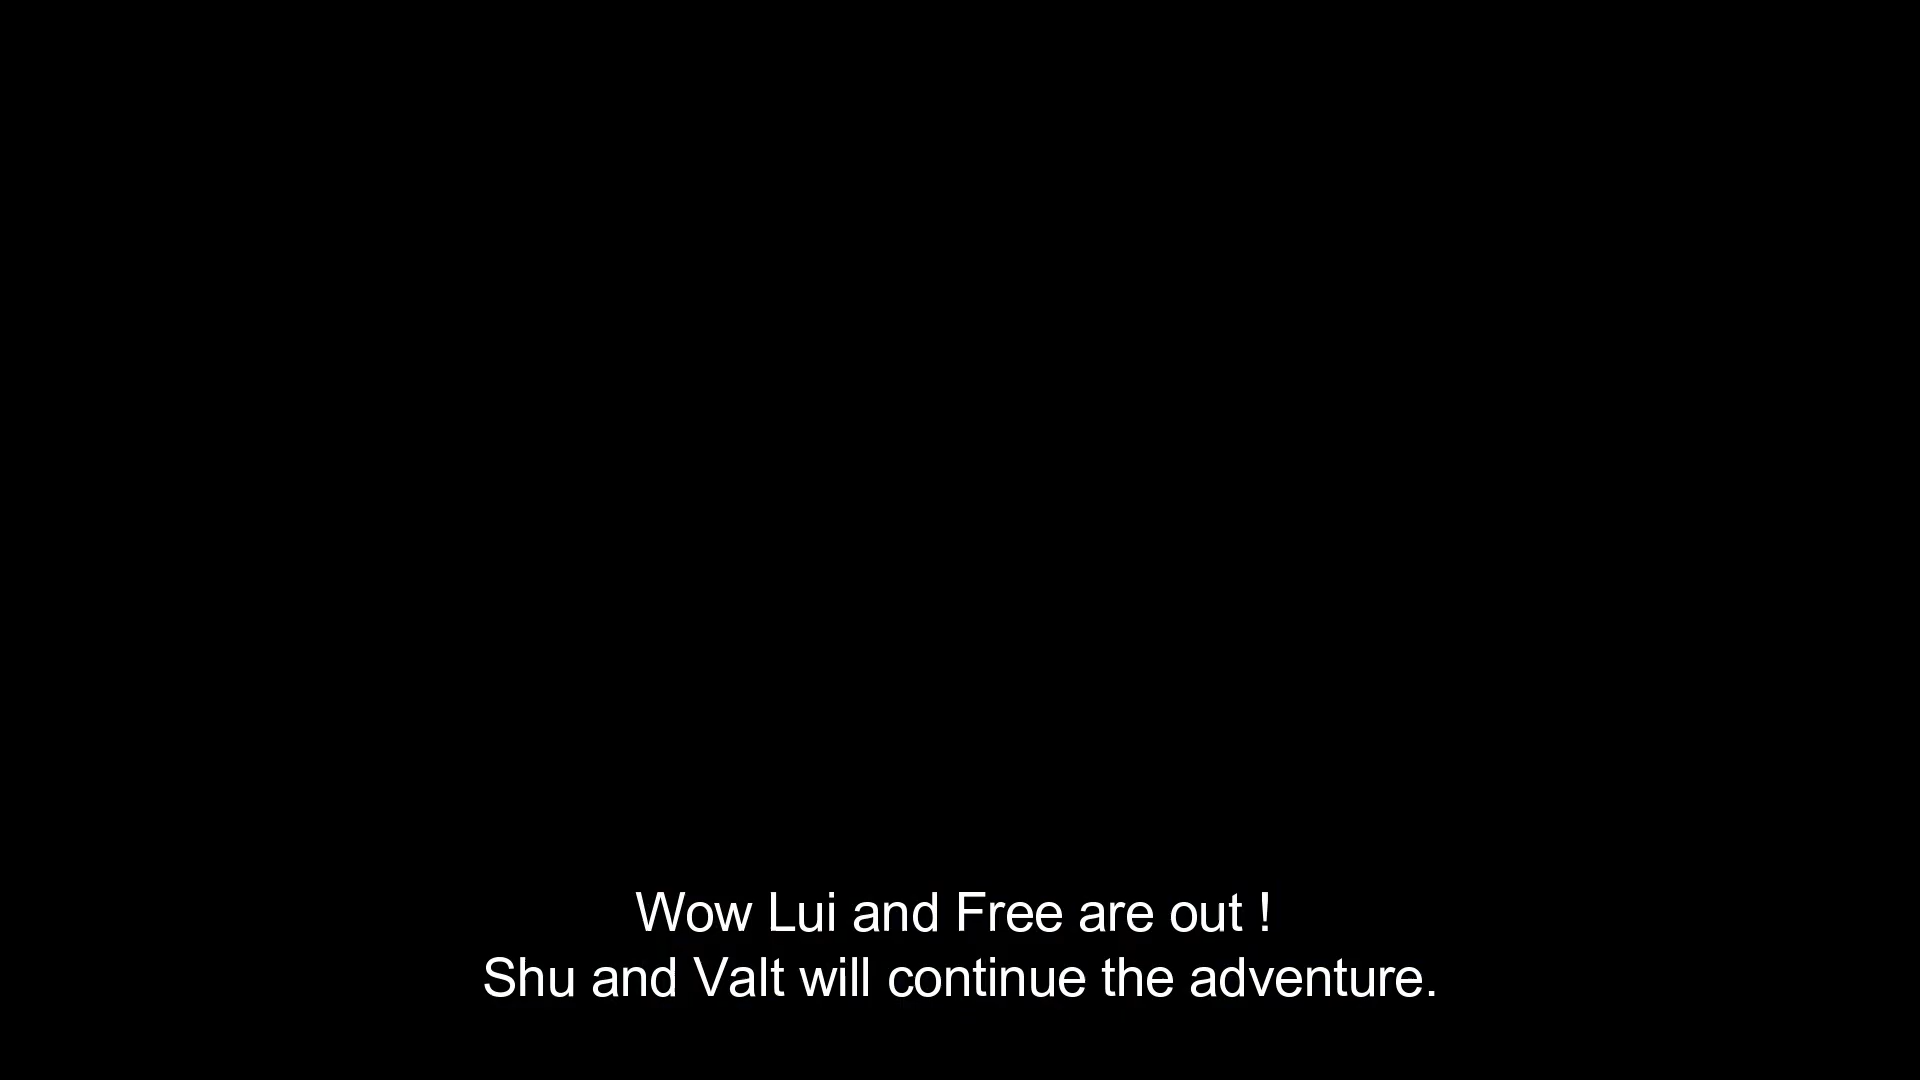 Wow Lui and Free are out !
Shu and Valt will continue the adventure.